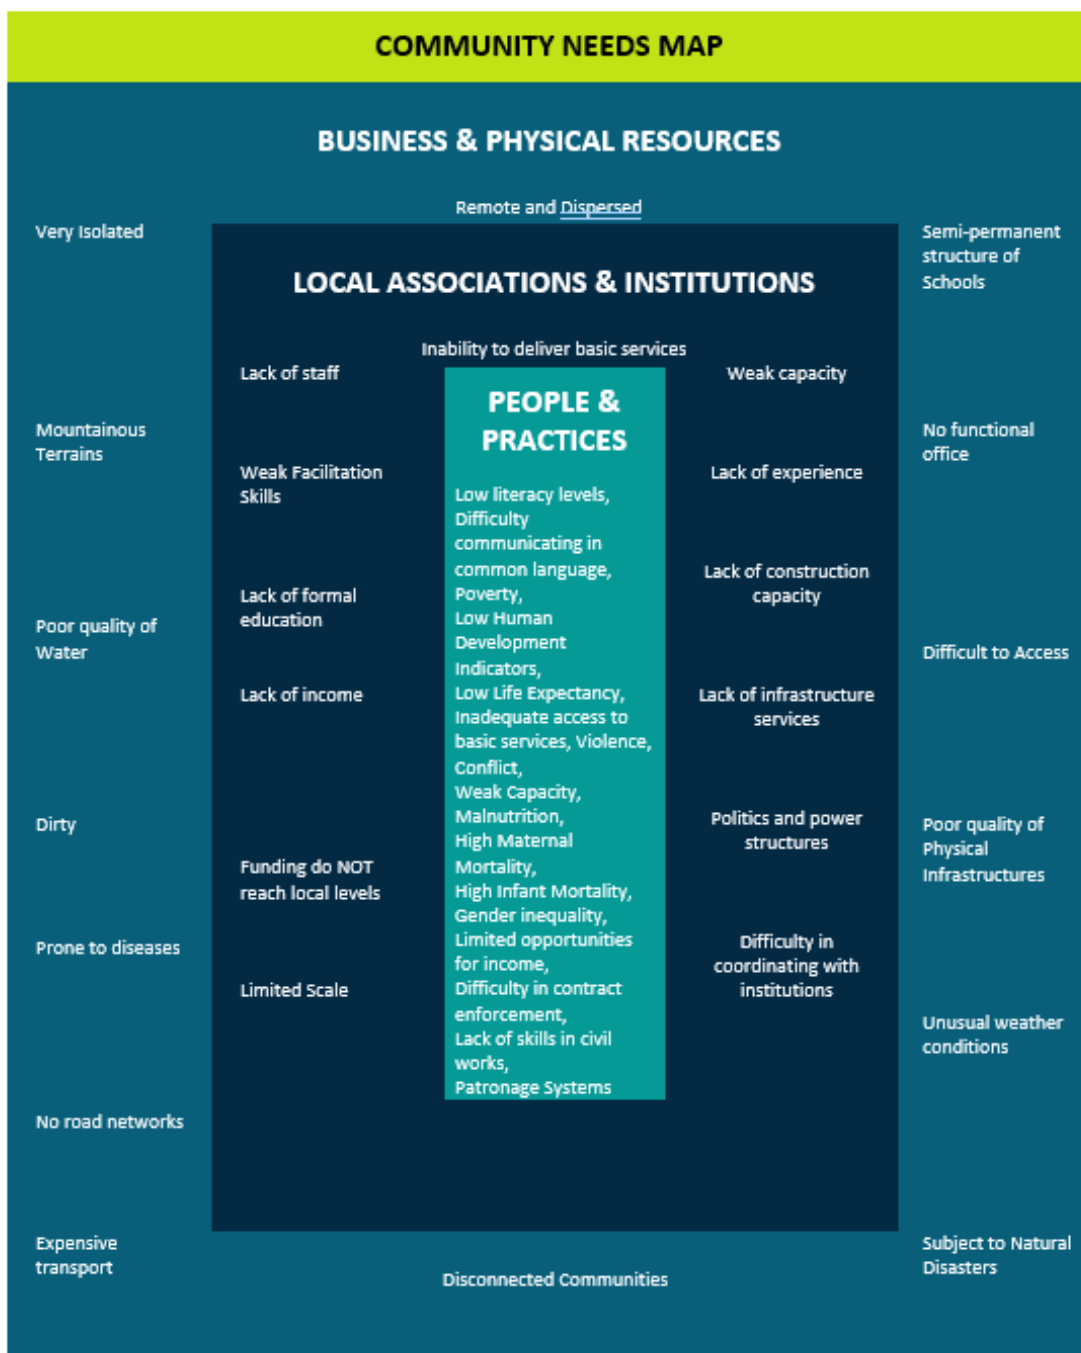 COMMUNITY NEEDS MAP
BUSINESS & PHYSICAL RESOURCES
Remote and Dispersed
Very Isolated
Mountainous
Terrains
Poor quality of
Water
Dirty
Prone to diseases
No road networks
Expensive
transport
LOCAL ASSOCIATIONS & INSTITUTIONS
Inability to deliver basic services
Lack of staff
Weak Facilitation
Skills
Lack of formal
education
Lack of income
Funding do NOT
reach local levels
Limited Scale
PEOPLE &
PRACTICES
Low literacy levels,
Difficulty
communicating in
common language,
Poverty,
Low Human
Development
Indicators,
Low Life Expectancy,
Inadequate access to
basic services, Violence,
Conflict,
Weak Capacity,
Malnutrition,
High Maternal
Mortality,
High Infant Mortality,
Gender inequality,
Limited opportunities
for income,
Difficulty in contract
enforcement,
Lack of skills in civil
works,
Patronage Systems
Weak capacity
Lack of experience
Lack of construction
capacity
Lack of infrastructure
services
Politics and power
structures
Difficulty in
coordinating with
institutions
Semi-permanent
structure of
Schools
No functional
office
Difficult to Access
Poor quality of
Physical
Infrastructures
Unusual weather
conditions
Subject to Natural
Disasters
Disconnected Communities